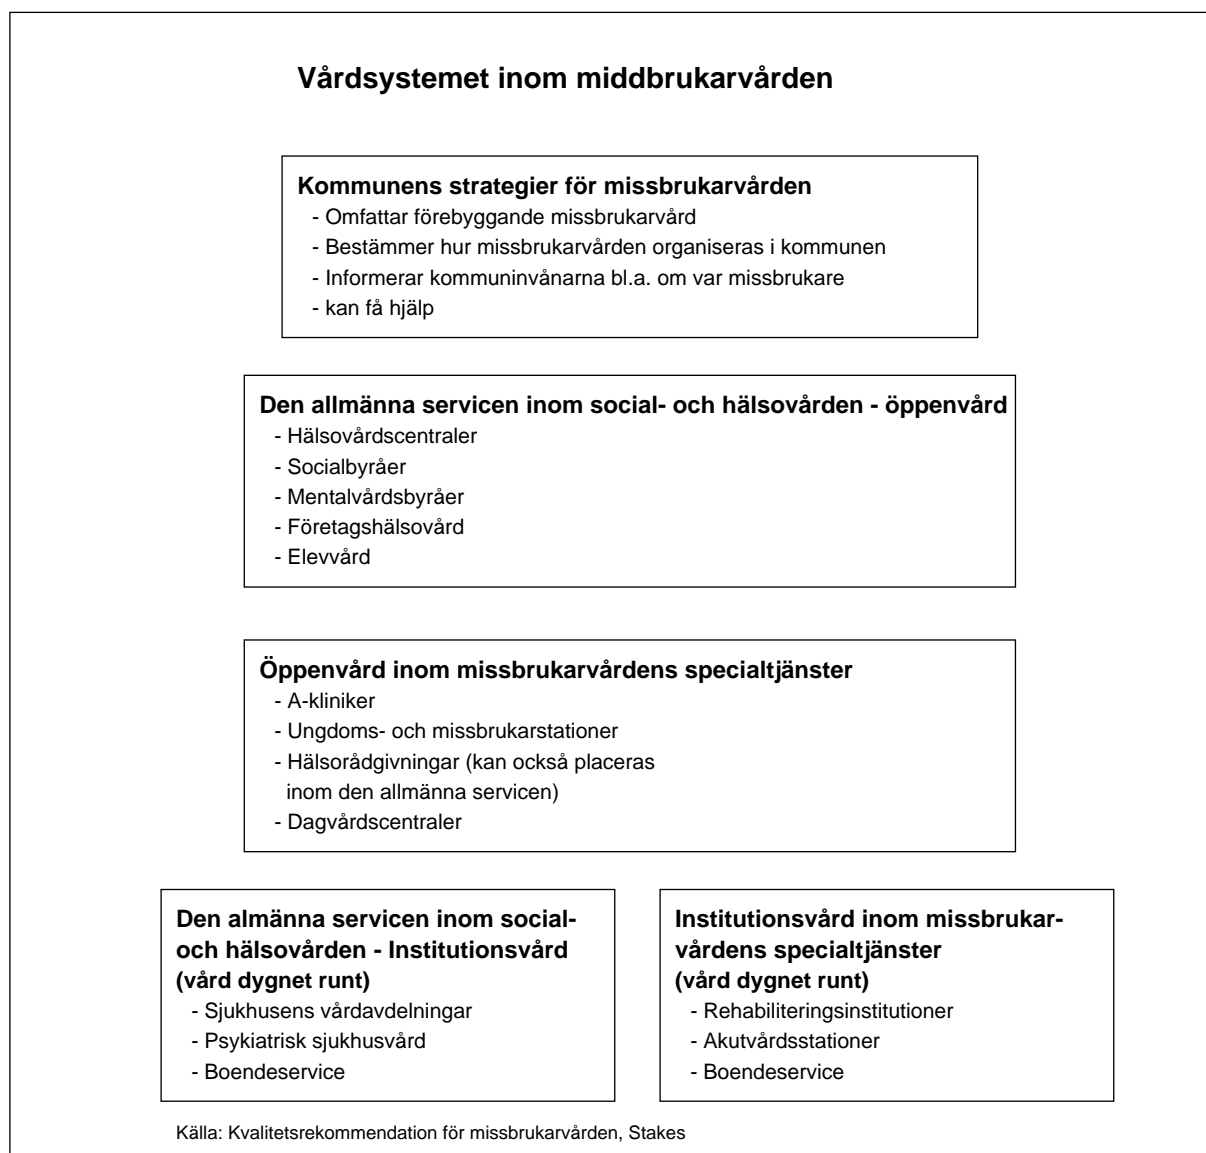 Vårdsystemet inom middbrukarvården
Kommunens strategier för missbrukarvården
- Omfattar förebyggande missbrukarvård
- Bestämmer hur missbrukarvården organiseras i kommunen
- Informerar kommuninvånarna bl.a. om var missbrukare
- kan få hjälp
Den allmänna servicen inom social- och hälsovården - öppenvård
- Hälsovårdscentraler
- Socialbyråer
- Mentalvårdsbyråer
- Företagshälsovård
- Elevvård
Öppenvård inom missbrukarvårdens specialtjänster
- A-kliniker
- Ungdoms- och missbrukarstationer
- Hälsorådgivningar (kan också placeras
inom den allmänna servicen)
- Dagvårdscentraler
Den almänna servicen inom social-
och hälsovården - Institutionsvård
(vård dygnet runt)
- Sjukhusens vårdavdelningar
- Psykiatrisk sjukhusvård
- Boendeservice
Institutionsvård inom missbrukar-
vårdens specialtjänster
(vård dygnet runt)
- Rehabiliteringsinstitutioner
- Akutvårdsstationer
- Boendeservice
Källa: Kvalitetsrekommendation för missbrukarvården, Stakes